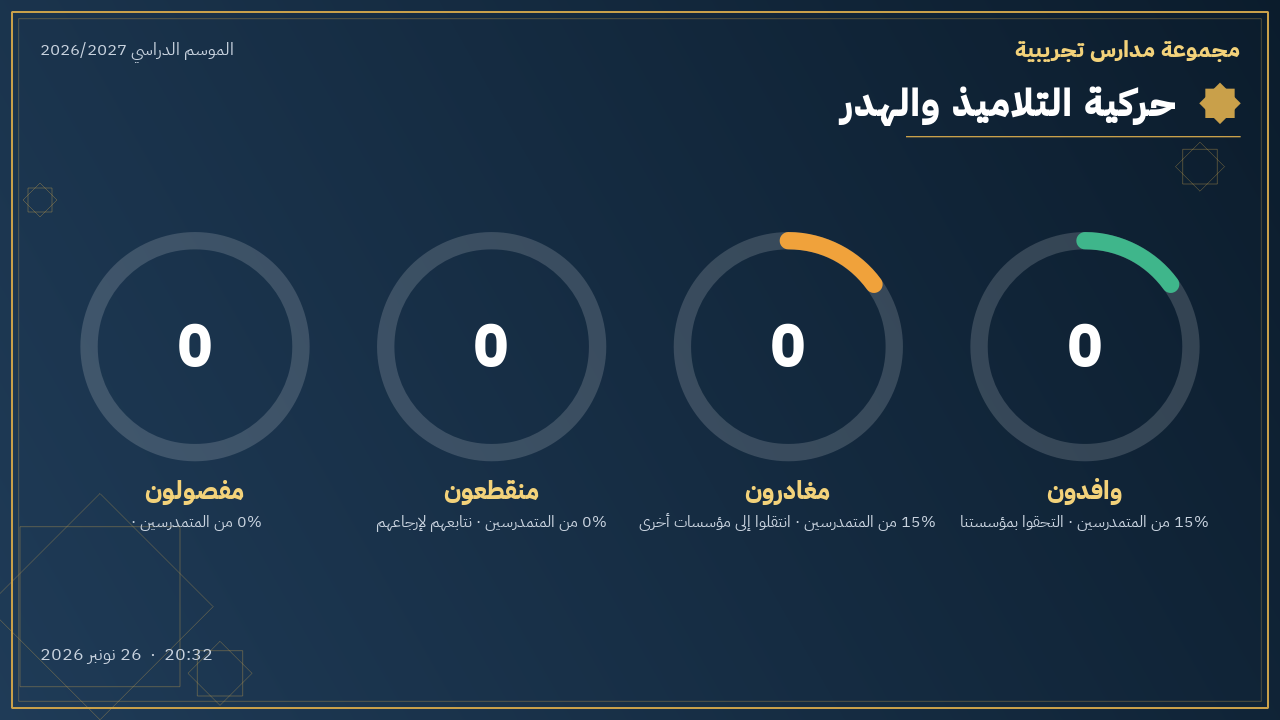 مجموعة مدارس تجريبية
الموسم الدراسي 2026/2027
حركية التلاميذ والهدر
0
0
0
0
وافدون
مغادرون
منقطعون
مفصولون
15% من المتمدرسين · التحقوا بمؤسستنا
15% من المتمدرسين · انتقلوا إلى مؤسسات أخرى
0% من المتمدرسين · نتابعهم لإرجاعهم
0% من المتمدرسين ·
20:32 · 26 نونبر 2026